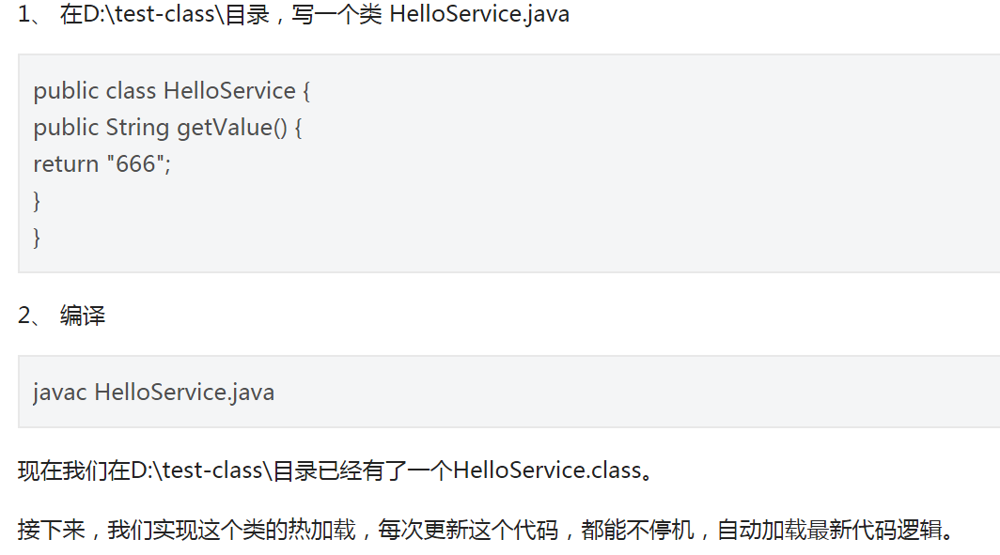 1、 在D:\test-class\目录，写一个类 HelloService.java
public class HelloService {
public String getValue() {
return "666";
}
}
2、 编译
javac HelloService.java
现在我们在D:\test-class\目录已经有了一个HelloService.class。
接下来，我们实现这个类的热加载，每次更新这个代码，都能不停机，自动加载最新代码逻辑。